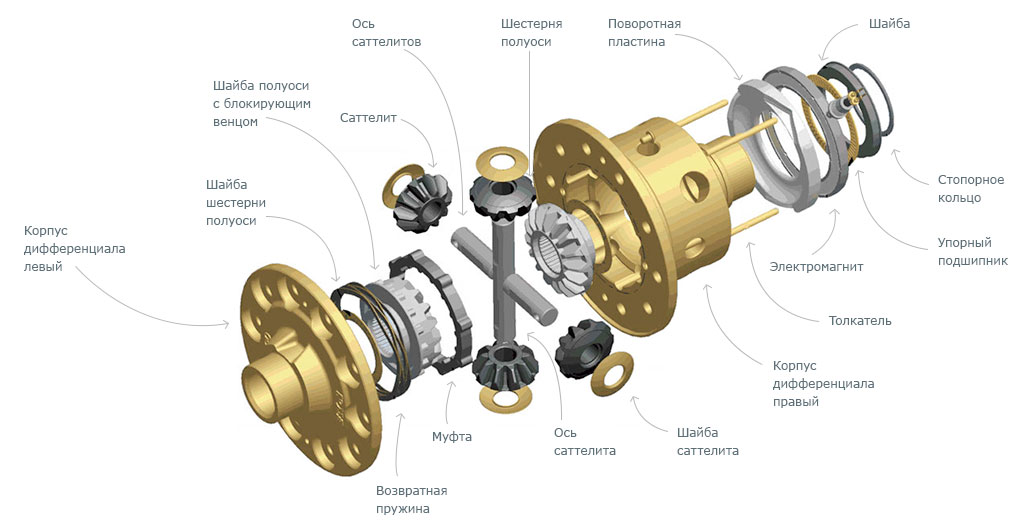 Ось
саттелитов
Шестерня
полуоси
Поворотная
пластина
Шайба
Шайба полуоси
с блокирующим
венцом
Саттелит
Шайба
шестерни
полуоси
Корпус
дифференциала
левый
Стопорное
кольцо
Упорный
подшипник
Электромагнит
Толкатель
Корпус
дифференциала
правый
Муфта
Ось
саттелита
Шайба
саттелита
Возвратная
пружина